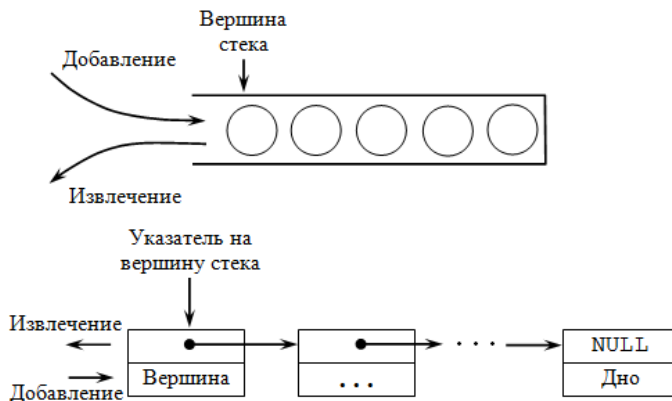 Вершина
стека
Добавление
Извлечение
Указатель на
вершину стека
Извлечение
NULL
Добавление
Вершина
...
Дно